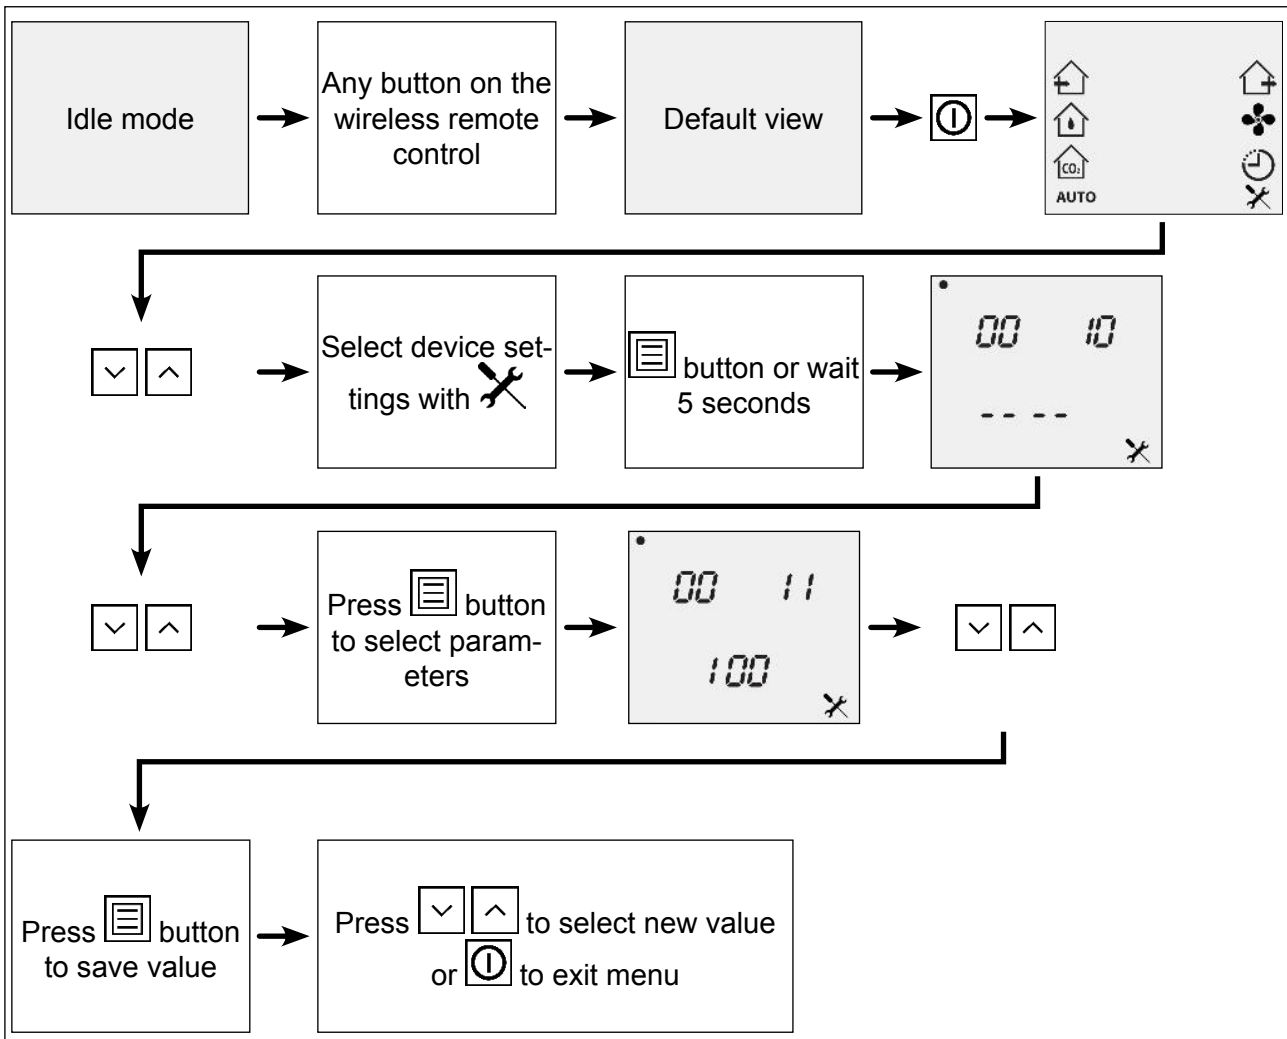 Idle mode
Any button on the
wireless remote
control
Default view
CO₂
AUTO
Select device set-
tings with
button or wait
5 seconds
00 10
-- --
Press button
to select param-
eters
00 11
100
Press button
to save value
Press to select new value
or to exit menu